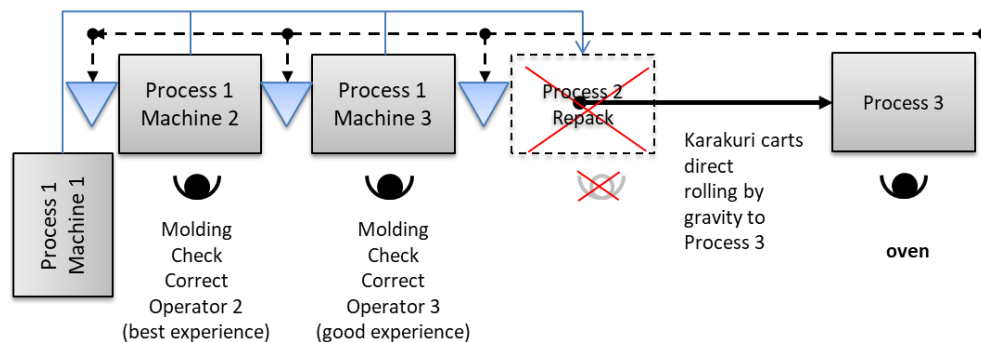 Process 1
Machine 1
Process 1
Machine 2
Process 1
Machine 3
Process 2
Repack
Process 3
Molding
Check
Correct
Operator 2
(best experience)
Molding
Check
Correct
Operator 3
(good experience)
Karakuri carts
direct
rolling by
gravity to
Process 3
oven